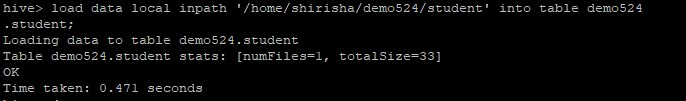 hive> load data local inpath '/home/shirisha/demo524/student' into table demo524
.student;
Loading data to table demo524.student
Table demo524.student stats: [numFiles=1, totalSize=33]
OK
Time taken: 0.471 seconds